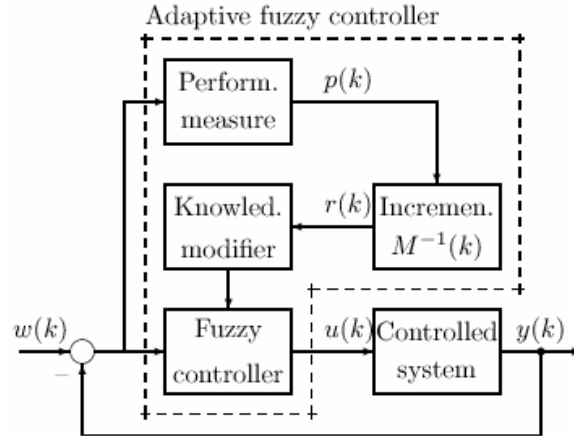 Adaptive fuzzy controller
Perform.
measure
p(k)
Knowled.
modifier
r(k)
Incremen.
M⁻¹(k)
w(k)
−
Fuzzy
controller
u(k)
Controlled
system
y(k)